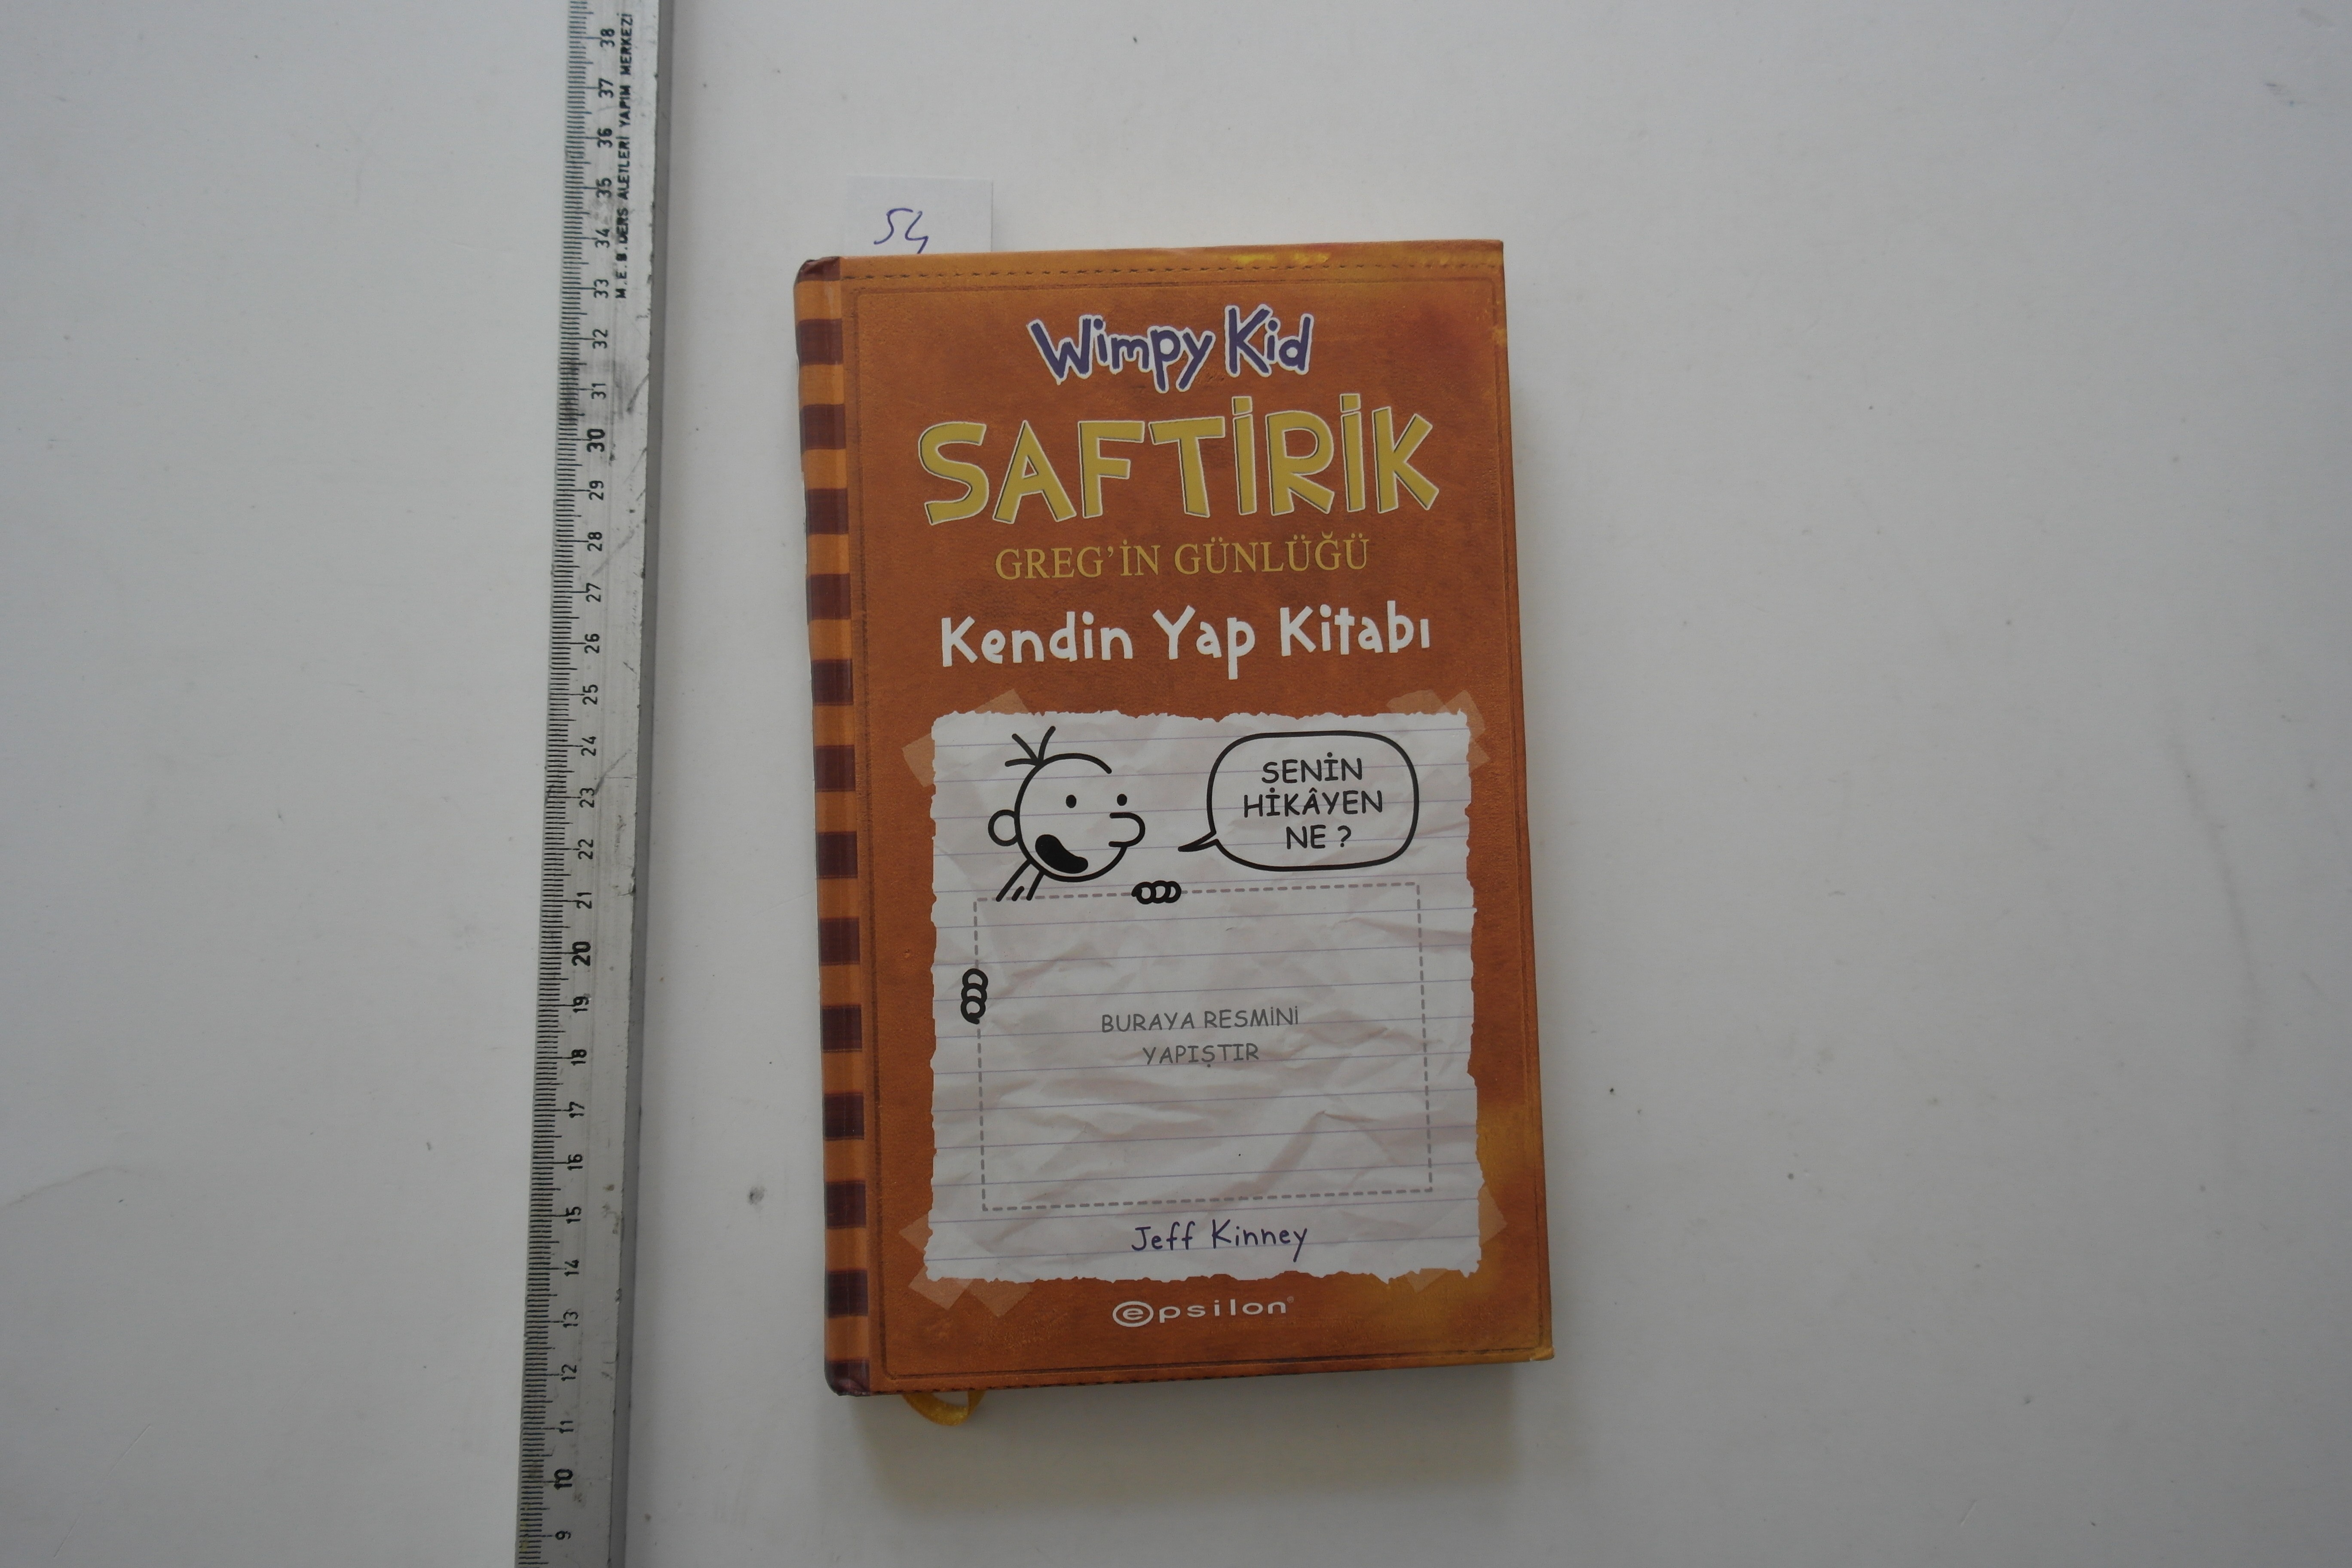 54
Wimpy Kid
SAFTİRİK
GREG'İN GÜNLÜĞÜ
Kendin Yap Kitabı
SENİN
HİKÂYEN
NE ?
BURAYA RESMİNİ
YAPIŞTIR
Jeff Kinney
epsilon
M.E.B. DERS ALETLERİ YAPIM MERKEZİ
38
37
36
35
34
33
32
31
30
29
28
27
26
25
24
23
22
21
20
19
18
17
16
15
14
13
12
11
10
9